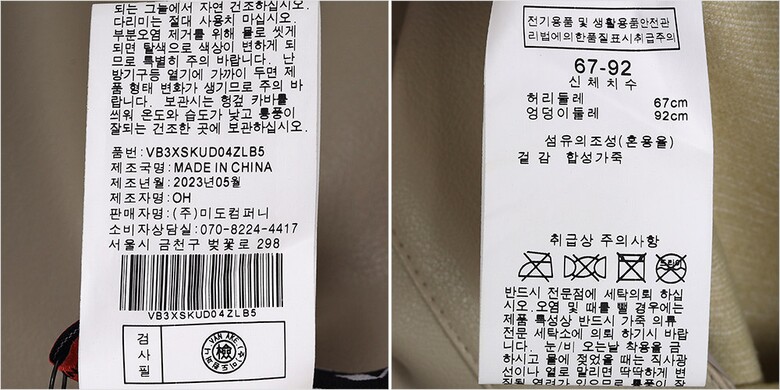 되는 그늘에서 자연 건조하십시오.
다리미는 절대 사용치 마십시오.
부분오염 제거를 위해 물로 씻게
되면 탈색으로 색상이 변하게 되
므로 특별히 주의 바랍니다. 난
방기구등 열기에 가까이 두면 제
품 형태 변화가 생기므로 주의 바
랍니다. 보관시는 헝겊 카바를
씌워 온도와 습도가 낮고 통풍이
잘되는 건조한 곳에 보관하십시오.
품번:VB3XSKUD04ZLB5
제조국명:MADE IN CHINA
제조년월:2023년05월
제조자명:OH
판매자명:(주)미도컴퍼니
소비자상담실:070-8224-4417
서울시 금천구 벚꽃로 298
VB3XSKUD04ZLB5
검사필
VAN AKE
檢
전기용품 및 생활용품안전관
리법에의한품질표시취급주의
67-92
신체치수
허리둘레 67cm
엉덩이둘레 92cm
섬유의조성(혼용율)
겉감 합성가죽
취급상 주의사항
드라이
반드시 전문점에 세탁의뢰 하십
시오.오염 및 때를 뺄 경우에는
제품 특성상 반드시 가죽 의류
전문 세탁소에 의뢰 하기시 바랍
니다. 눈/비 오는날 착용을 금
하시고 물에 젖었을 때는 직사광
선이나 열로 말리면 딱딱하게 변